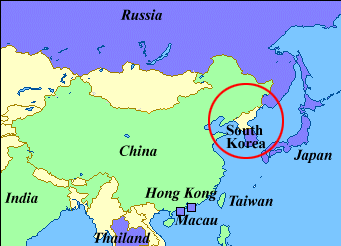 Russia
South
Korea
China
Japan
India
Hong Kong
Taiwan
Macau
Thailand